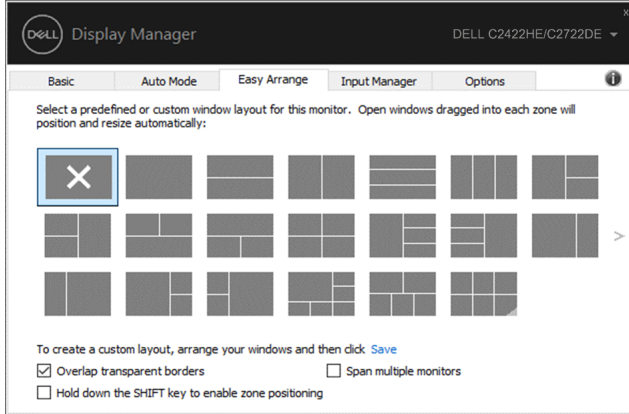 DELL Display Manager
DELL C2422HE/C2722DE
Basic Auto Mode Easy Arrange Input Manager Options
Select a predefined or custom window layout for this monitor. Open windows dragged into each zone will
position and resize automatically:
To create a custom layout, arrange your windows and then click Save
Overlap transparent borders Span multiple monitors
Hold down the SHIFT key to enable zone positioning